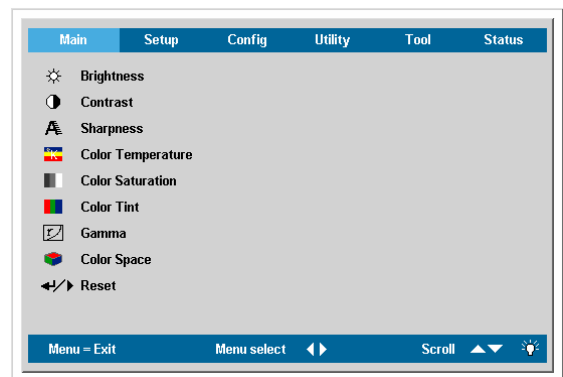 Main Setup Config Utility Tool Status
Brightness
Contrast
Sharpness
Color Temperature
Color Saturation
Color Tint
Gamma
Color Space
Reset
Menu = Exit Menu select Scroll